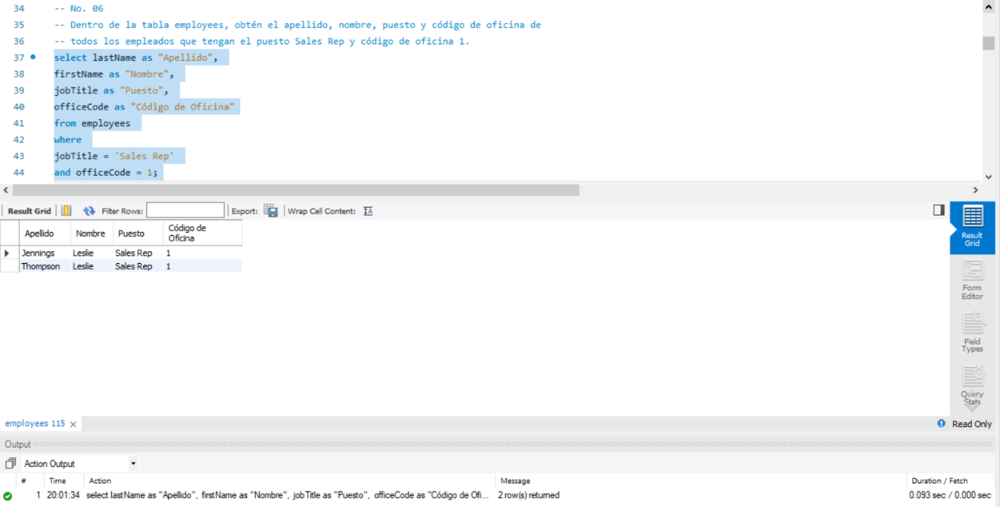 34 -- No. 06
35 -- Dentro de la tabla employees, obtén el apellido, nombre, puesto y código de oficina de
36 -- todos los empleados que tengan el puesto Sales Rep y código de oficina 1.
37 select lastName as "Apellido",
38 firstName as "Nombre",
39 jobTitle as "Puesto",
40 officeCode as "Código de Oficina"
41 from employees
42 where
43 jobTitle = 'Sales Rep'
44 and officeCode = 1;
Result Grid Filter Rows: Export: Wrap Cell Content: IA
Apellido Nombre Puesto Código de Oficina
Jennings Leslie Sales Rep 1
Thompson Leslie Sales Rep 1
Result Grid
Form Editor
Field Types
Query Stats
employees 115 Read Only
Output
Action Output
# Time Action Message Duration / Fetch
1 20:01:34 select lastName as "Apellido", firstName as "Nombre", jobTitle as "Puesto", officeCode as "Código de Ofi... 2 row(s) returned 0.093 sec / 0.000 sec